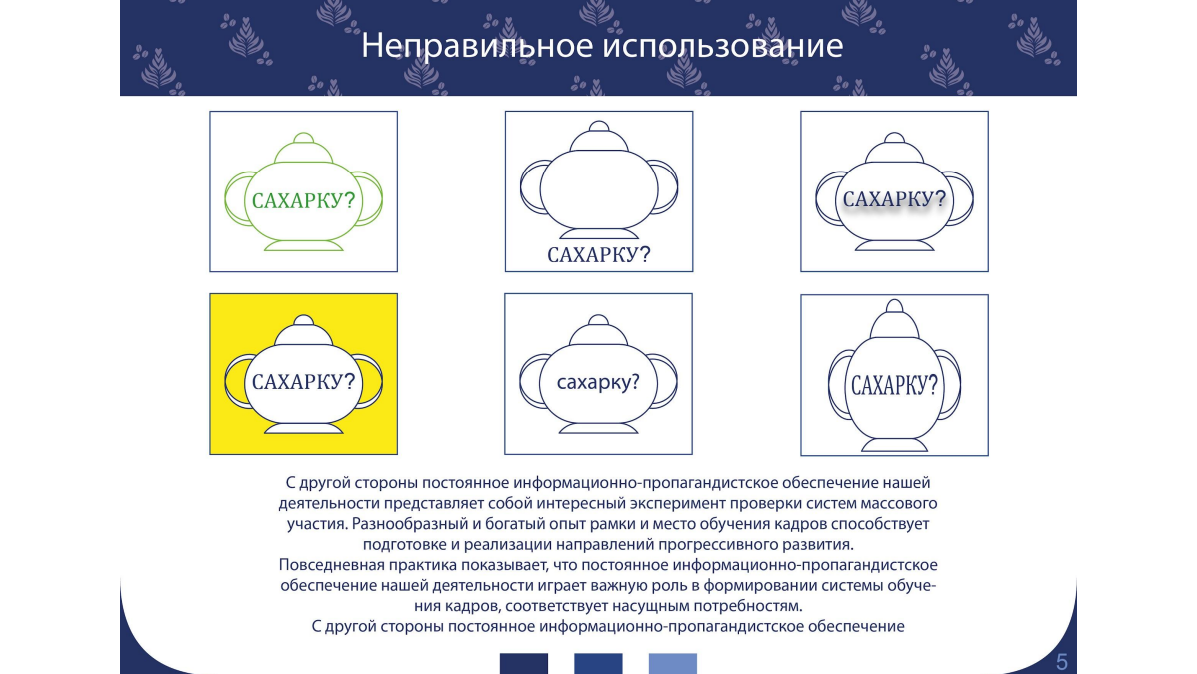 Неправильное использование
САХАРКУ?
САХАРКУ?
САХАРКУ?
САХАРКУ?
сахарку?
САХАРКУ?
С другой стороны постоянное информационно-пропагандистское обеспечение нашей
деятельности представляет собой интересный эксперимент проверки систем массового
участия. Разнообразный и богатый опыт рамки и место обучения кадров способствует
подготовке и реализации направлений прогрессивного развития.
Повседневная практика показывает, что постоянное информационно-пропагандистское
обеспечение нашей деятельности играет важную роль в формировании системы обуче-
ния кадров, соответствует насущным потребностям.
С другой стороны постоянное информационно-пропагандистское обеспечение
5